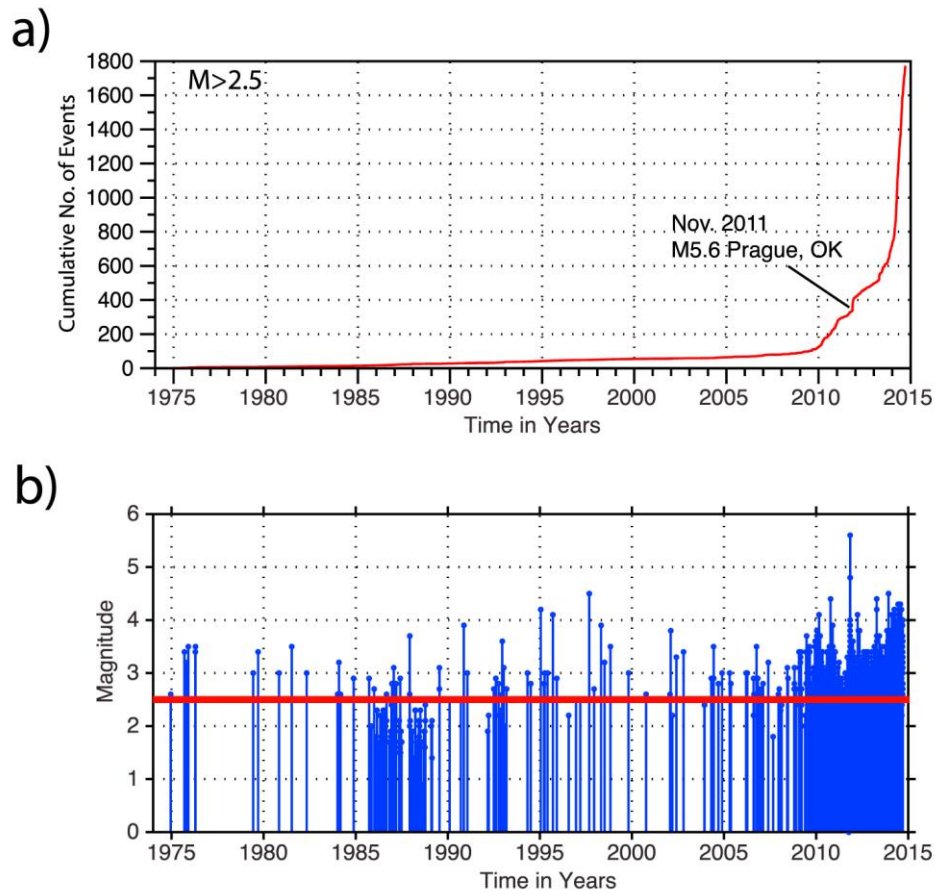 a)
M>2.5
1800
1600
1400
1200
1000
800
600
400
200
0
Cumulative No. of Events
Nov. 2011
M5.6 Prague, OK
1975 1980 1985 1990 1995 2000 2005 2010 2015
Time in Years
b)
6
5
4
3
2
1
0
Magnitude
1975 1980 1985 1990 1995 2000 2005 2010 2015
Time in Years